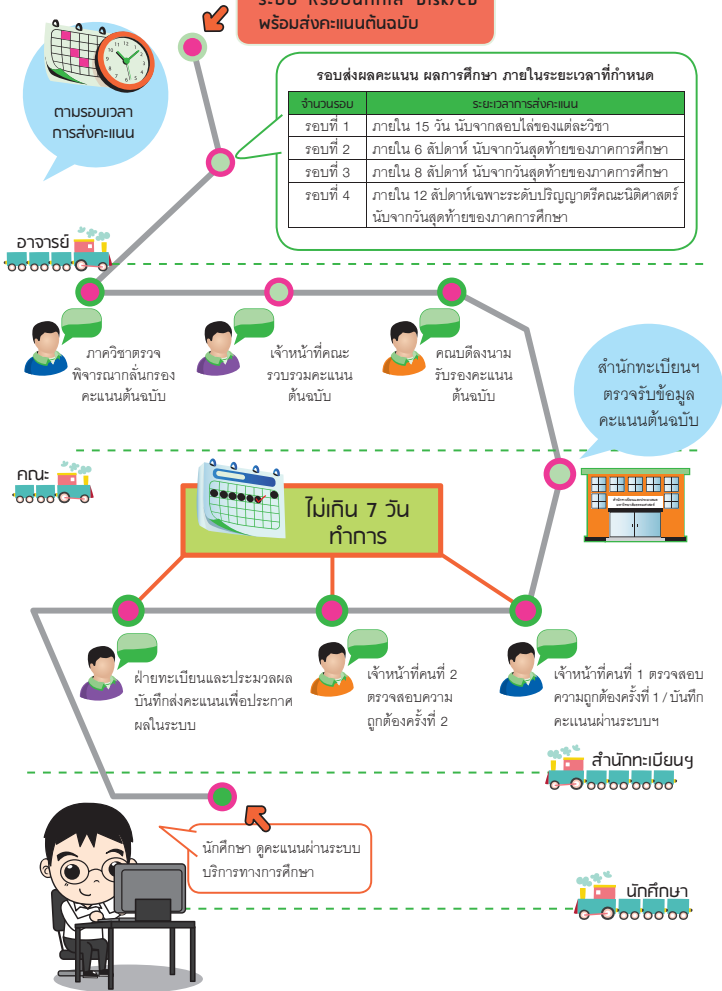 ระบบ หรือบันทึกใส่ Disk/CD
พร้อมส่งคะแนนต้นฉบับ
ตามรอบเวลา
การส่งคะแนน
รอบส่งผลคะแนน ผลการศึกษา ภายในระยะเวลาที่กำหนด
จำนวนรอบ ระยะเวลาการส่งคะแนน
รอบที่ 1 ภายใน 15 วัน นับจากสอบไล่ของแต่ละวิชา
รอบที่ 2 ภายใน 6 สัปดาห์ นับจากวันสุดท้ายของภาคการศึกษา
รอบที่ 3 ภายใน 8 สัปดาห์ นับจากวันสุดท้ายของภาคการศึกษา
รอบที่ 4 ภายใน 12 สัปดาห์เฉพาะระดับปริญญาตรีคณะนิติศาสตร์
นับจากวันสุดท้ายของภาคการศึกษา
อาจารย์
ภาควิชาตรวจ
พิจารณากลั่นกรอง
คะแนนต้นฉบับ
เจ้าหน้าที่คณะ
รวบรวมคะแนน
ต้นฉบับ
คณบดีลงนาม
รับรองคะแนน
ต้นฉบับ
สำนักทะเบียนฯ
ตรวจรับข้อมูล
คะแนนต้นฉบับ
คณะ
ไม่เกิน 7 วัน
ทำการ
ฝ่ายทะเบียนและประมวลผล
บันทึกส่งคะแนนเพื่อประกาศ
ผลในระบบ
เจ้าหน้าที่คนที่ 2
ตรวจสอบความ
ถูกต้องครั้งที่ 2
เจ้าหน้าที่คนที่ 1 ตรวจสอบ
ความถูกต้องครั้งที่ 1 / บันทึก
คะแนนผ่านระบบฯ
สำนักทะเบียนฯ
นักศึกษา ดูคะแนนผ่านระบบ
บริการทางการศึกษา
นักศึกษา